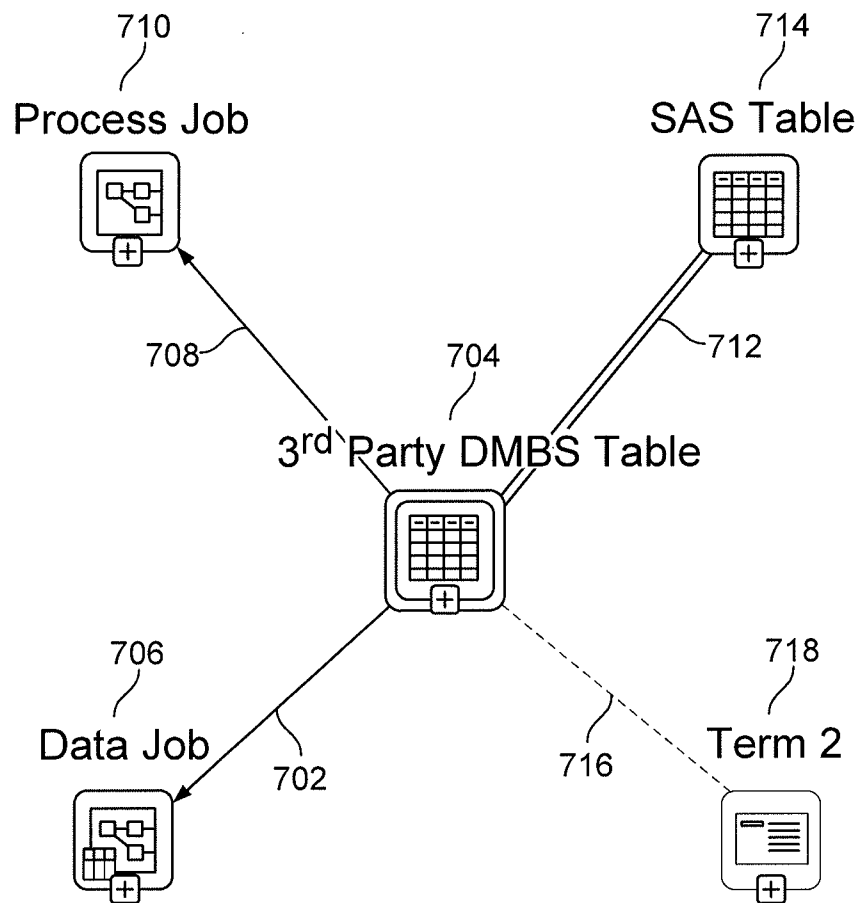 710
714
Process Job
SAS Table
708
712
704
3rd Party DMBS Table
706
718
Data Job
Term 2
702
716